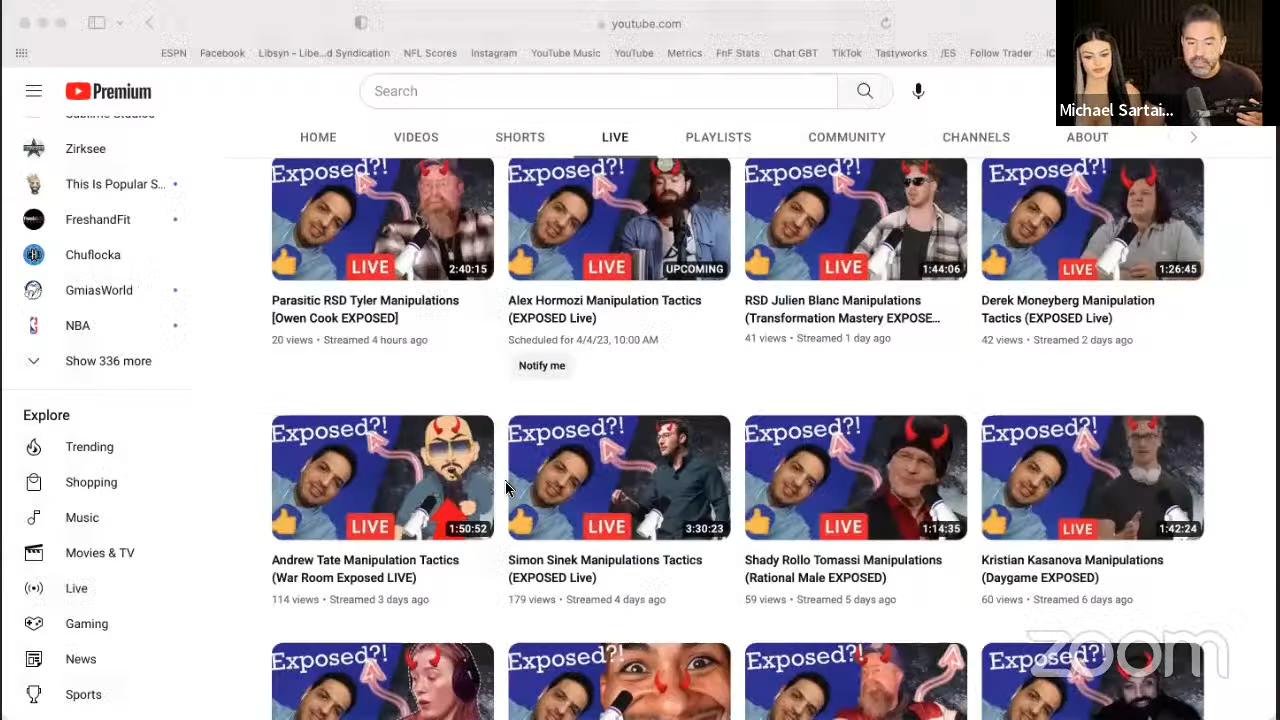 youtube.com
ESPN Facebook Libsyn – Libe...d Syndication NFL Scores Instagram YouTube Music YouTube Metrics FnF Stats Chat GBT TikTok Tastyworks /ES Follow Trader
Premium
Search
Michael Sartai...
HOME VIDEOS SHORTS LIVE PLAYLISTS COMMUNITY CHANNELS ABOUT
Sublime Studios
Zirksee
This Is Popular S...
FreshandFit
Chuflocka
GmiasWorld
NBA
Show 336 more
Explore
Trending
Shopping
Music
Movies & TV
Live
Gaming
News
Sports
Exposed?! Exposed?! Exposed?! Exposed?!
LIVE 2:40:15 LIVE UPCOMING LIVE 1:44:06 LIVE 1:26:45
Parasitic RSD Tyler Manipulations
[Owen Cook EXPOSED]
20 views • Streamed 4 hours ago
Alex Hormozi Manipulation Tactics
(EXPOSED Live)
Scheduled for 4/4/23, 10:00 AM
Notify me
RSD Julien Blanc Manipulations
(Transformation Mastery EXPOSE...
41 views • Streamed 1 day ago
Derek Moneyberg Manipulation
Tactics (EXPOSED Live)
42 views • Streamed 2 days ago
Exposed?! Exposed?! Exposed?! Exposed?!
LIVE 1:50:52 LIVE 3:30:23 LIVE 1:14:35 LIVE 1:42:24
Andrew Tate Manipulation Tactics
(War Room Exposed LIVE)
114 views • Streamed 3 days ago
Simon Sinek Manipulations Tactics
(EXPOSED Live)
179 views • Streamed 4 days ago
Shady Rollo Tomassi Manipulations
(Rational Male EXPOSED)
59 views • Streamed 5 days ago
Kristian Kasanova Manipulations
(Daygame EXPOSED)
60 views • Streamed 6 days ago
Exposed?! Exposed?! Exposed?! Exposed?!
zoom